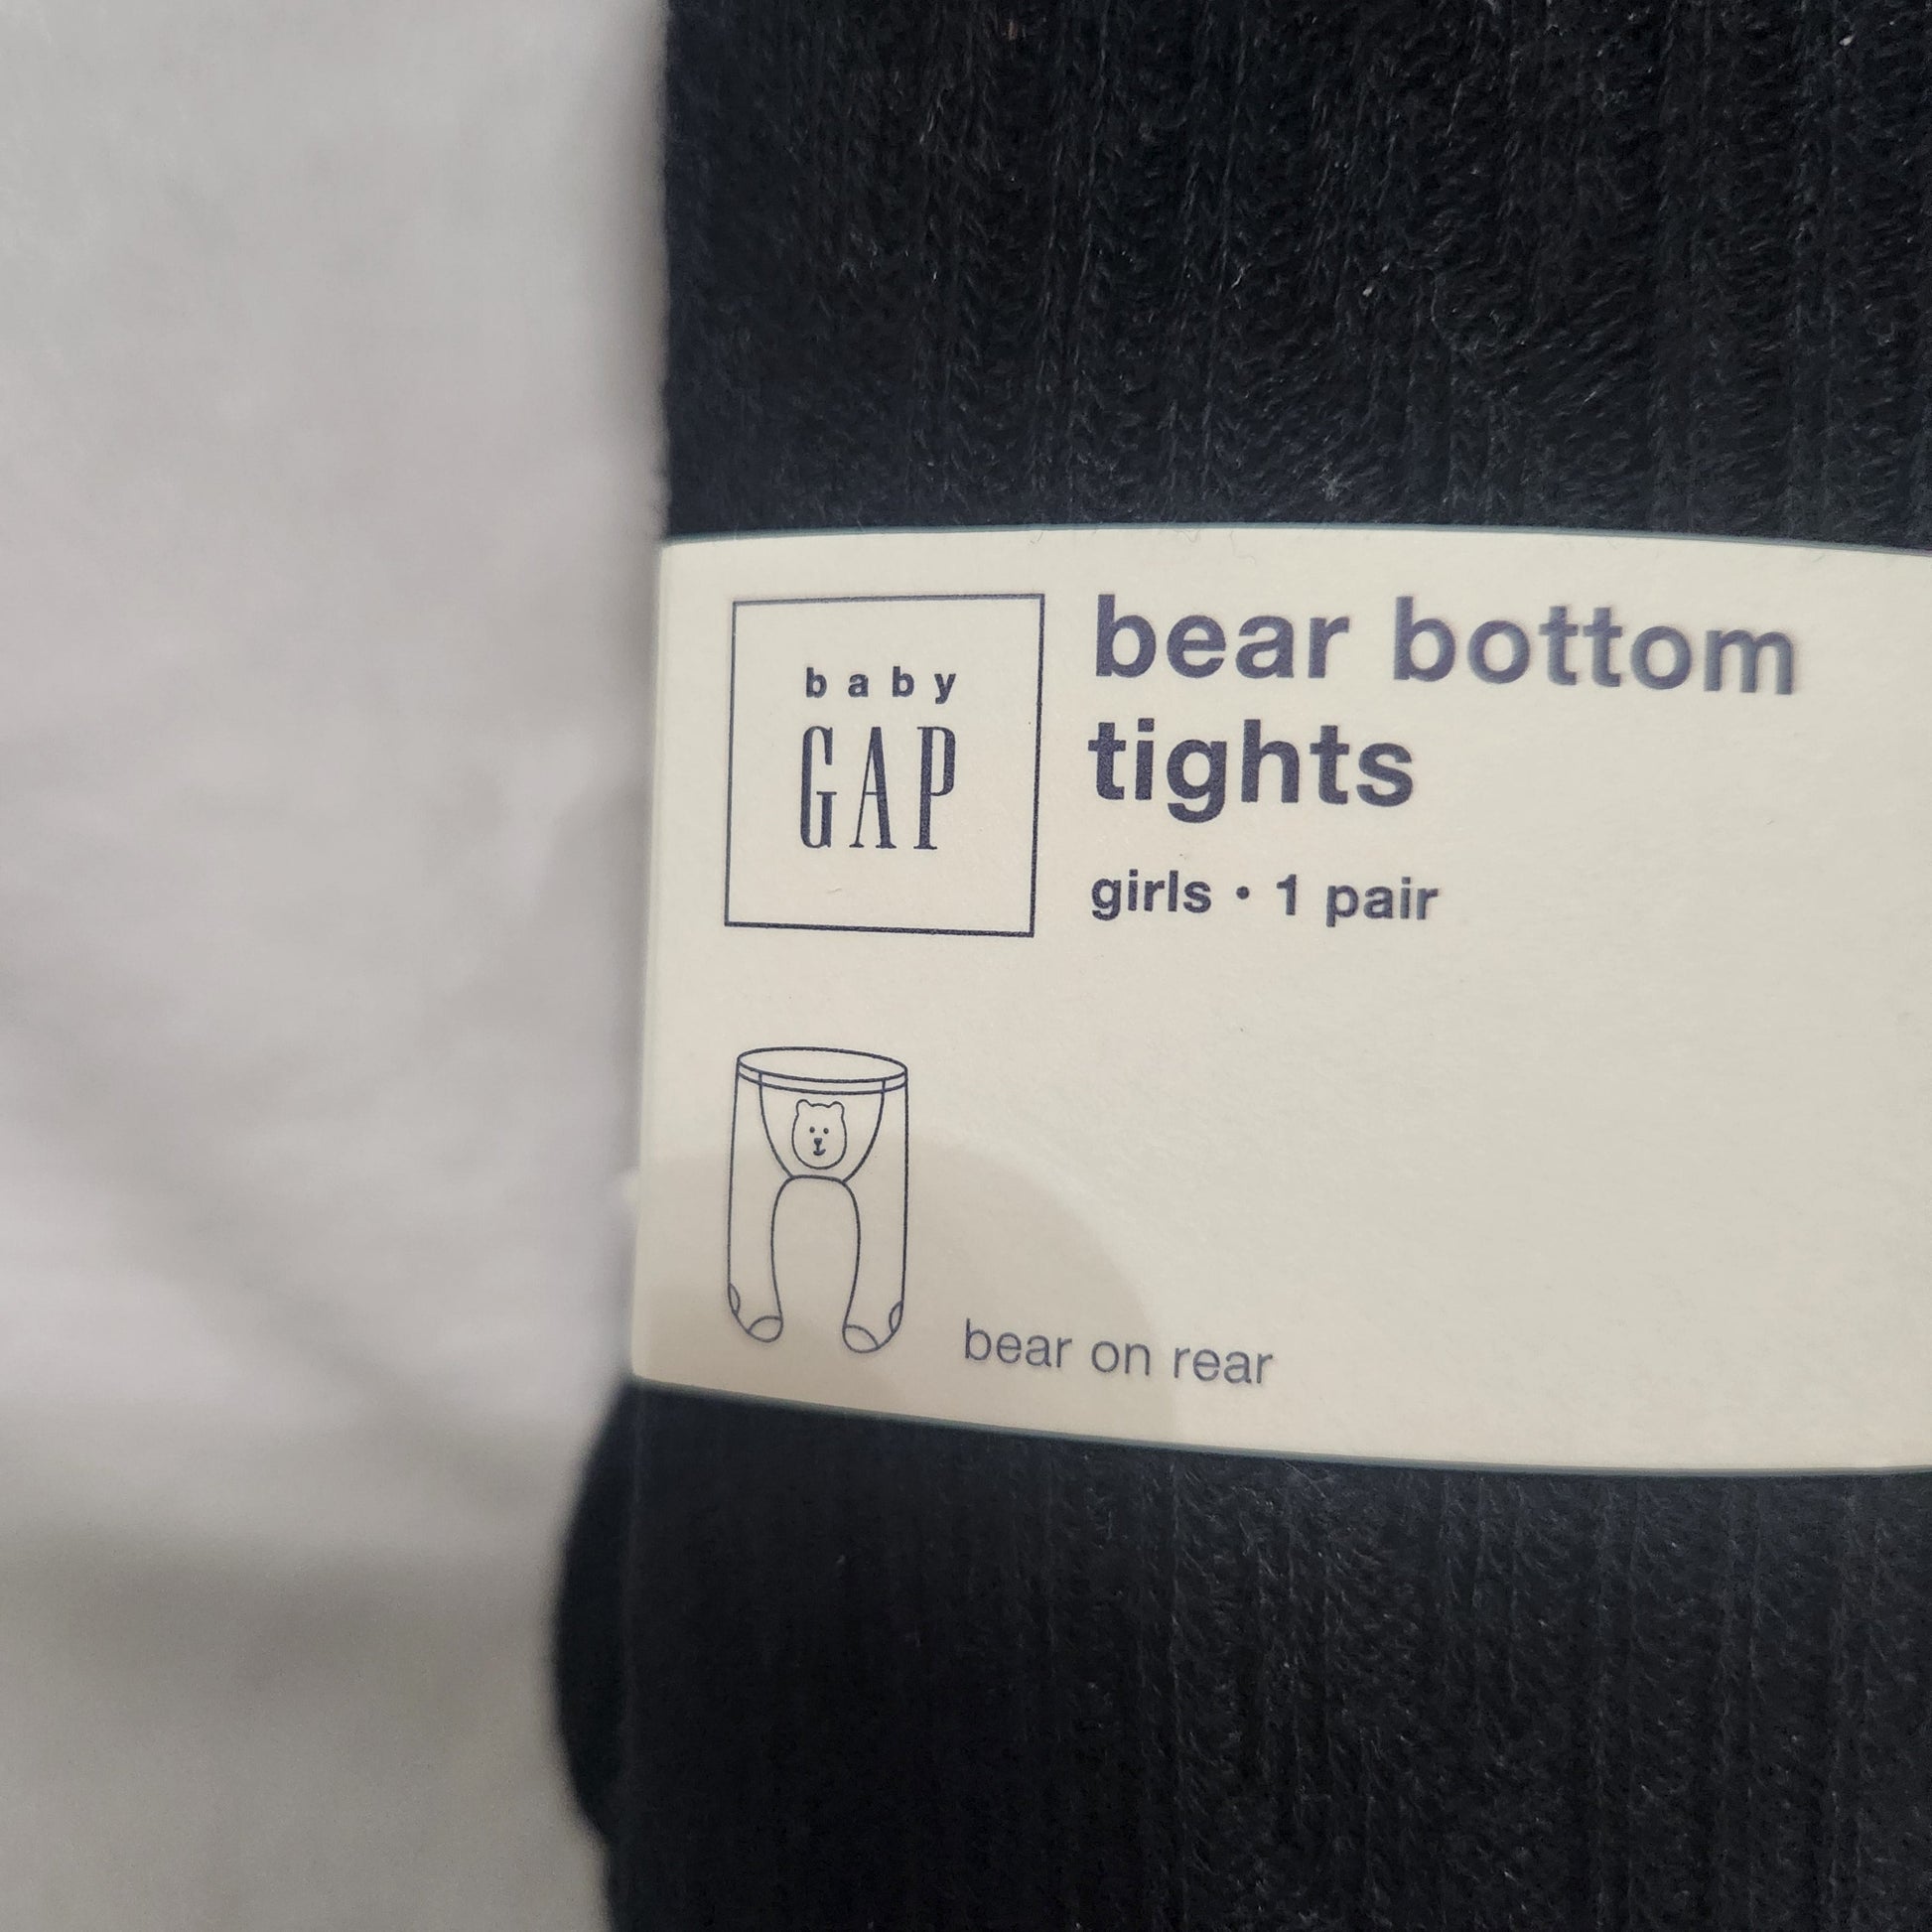 baby
GAP
bear bottom
tights
girls • 1 pair
bear on rear